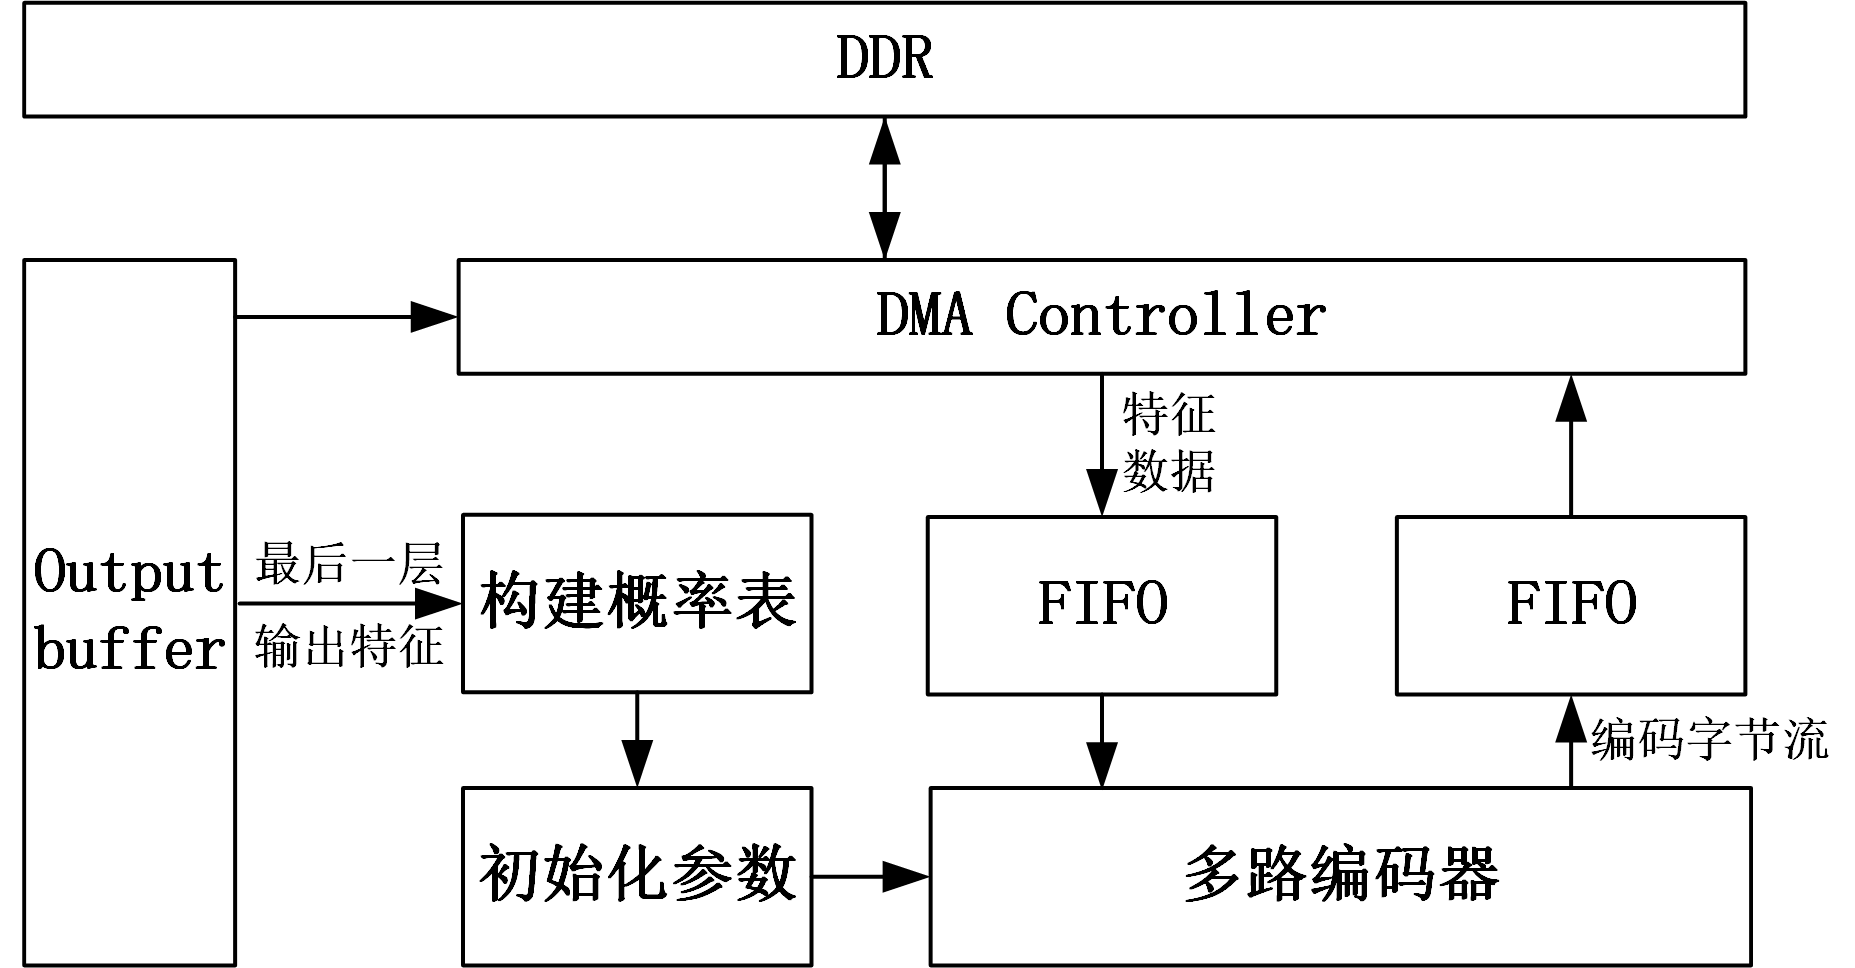 DDR
DMA Controller
特征
数据
Output
buffer
最后一层
输出特征
构建概率表
FIFO
FIFO
编码字节流
初始化参数
多路编码器